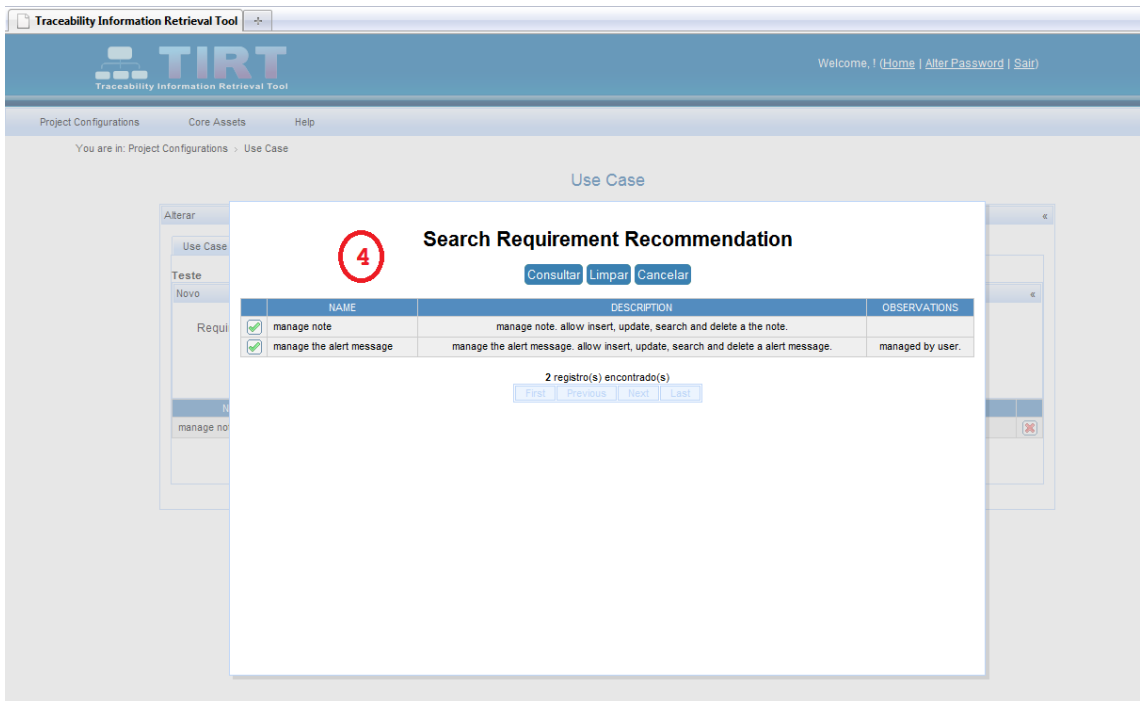 Traceability Information Retrieval Tool
TIRT
Traceability Information Retrieval Tool
Welcome, ! (Home | Alter Password | Sair)
Project Configurations Core Assets Help
You are in: Project Configurations > Use Case
Use Case
Alterar «
Use Case
Teste
Novo «
Requi
N
manage no
4
Search Requirement Recommendation
Consultar Limpar Cancelar
NAME DESCRIPTION OBSERVATIONS
manage note manage note. allow insert, update, search and delete a the note.
manage the alert message manage the alert message. allow insert, update, search and delete a alert message. managed by user.
2 registro(s) encontrado(s)
First Previous Next Last